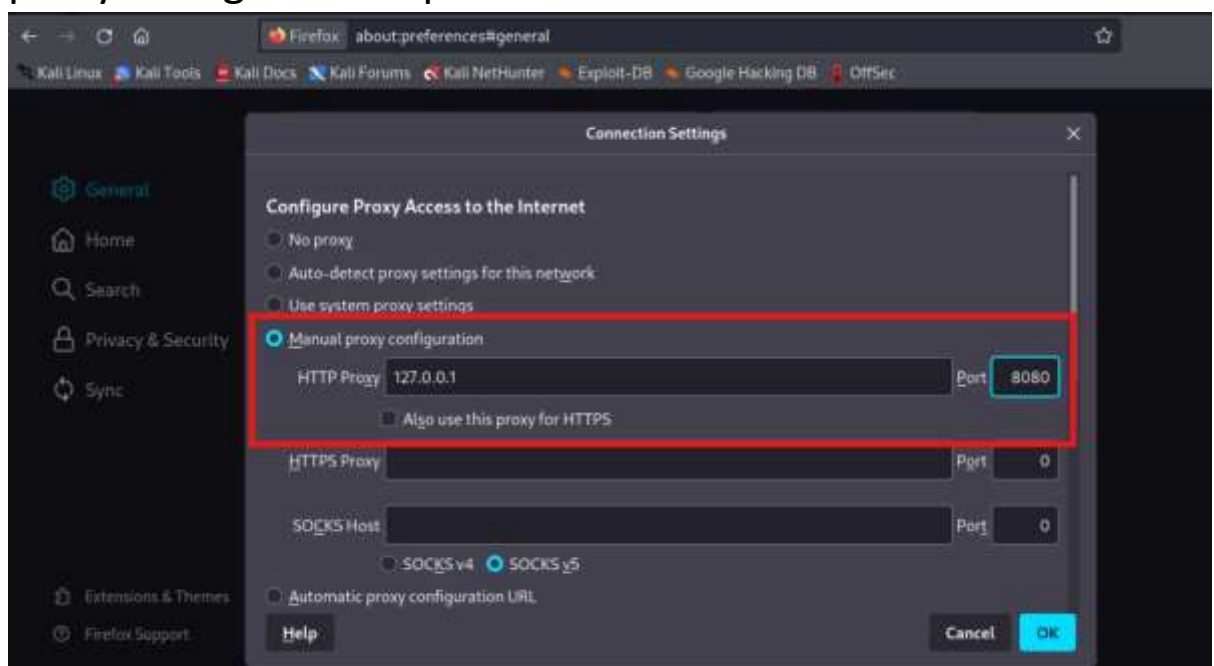 Firefox about:preferences#general
Kali Linux Kali Tools Kali Docs Kali Forums Kali NetHunter Exploit-DB Google Hacking DB OffSec
Connection Settings
General
Home
Search
Privacy & Security
Sync
Extensions & Themes
Firefox Support
Configure Proxy Access to the Internet
No proxy
Auto-detect proxy settings for this network
Use system proxy settings
Manual proxy configuration
HTTP Proxy 127.0.0.1 Port 8080
Also use this proxy for HTTPS
HTTPS Proxy Port 0
SOCKS Host Port 0
SOCKS v4 SOCKS v5
Automatic proxy configuration URL
Help Cancel OK